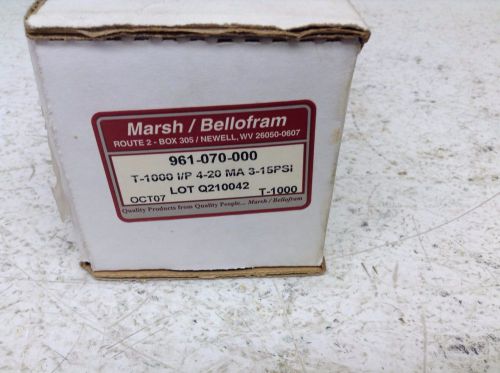 Marsh / Bellofram
ROUTE 2 - BOX 305 / NEWELL, WV 26050-0607
961-070-000
T-1000 I/P 4-20 MA 3-15PSI
LOT Q210042
OCT07 T-1000
Quality Products from Quality People... Marsh / Bellofram